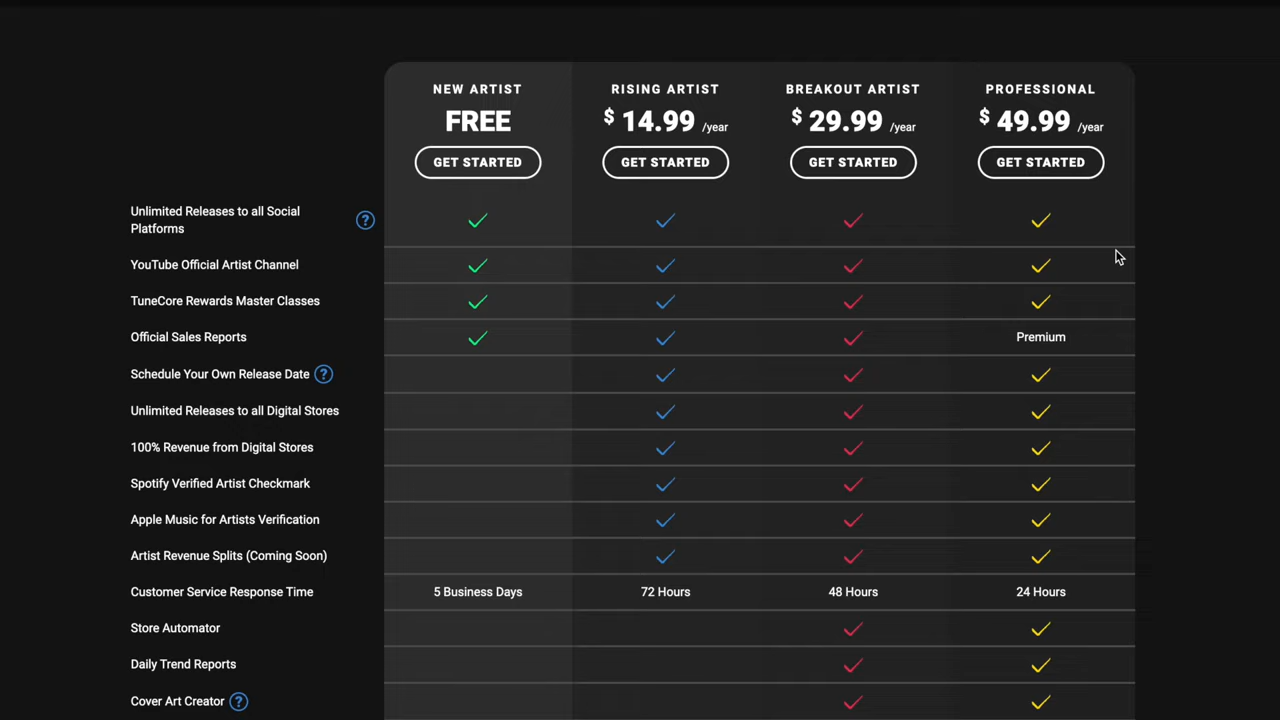 NEW ARTIST RISING ARTIST BREAKOUT ARTIST PROFESSIONAL
FREE $ 14.99 /year $ 29.99 /year $ 49.99 /year
GET STARTED GET STARTED GET STARTED GET STARTED
Unlimited Releases to all Social
Platforms ?
YouTube Official Artist Channel
TuneCore Rewards Master Classes
Official Sales Reports Premium
Schedule Your Own Release Date ?
Unlimited Releases to all Digital Stores
100% Revenue from Digital Stores
Spotify Verified Artist Checkmark
Apple Music for Artists Verification
Artist Revenue Splits (Coming Soon)
Customer Service Response Time 5 Business Days 72 Hours 48 Hours 24 Hours
Store Automator
Daily Trend Reports
Cover Art Creator ?